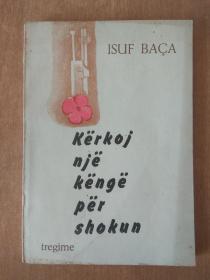 ISUF BAÇA
Kërkoj
një
këngë
për
shokun
tregime